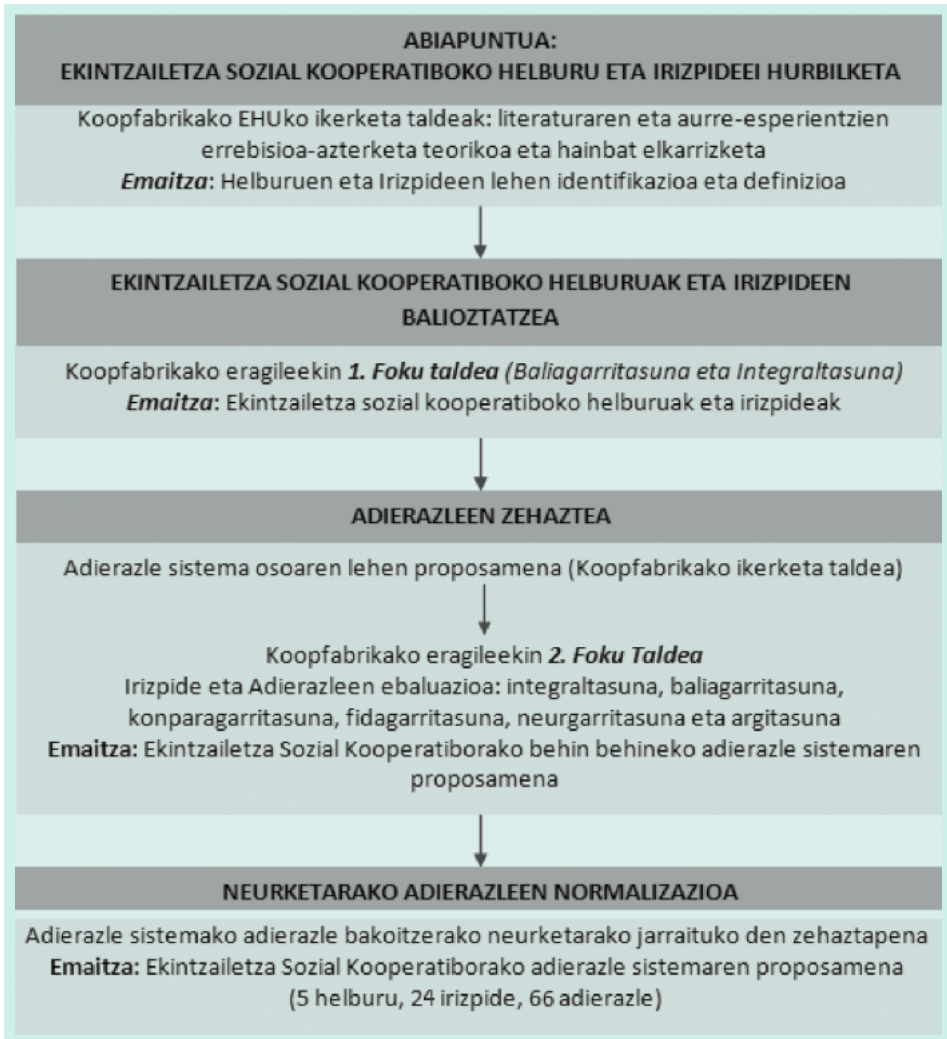 ABIAPUNTUA:
EKINTZAILETZA SOZIAL KOOPERATIBOKO HELBURU ETA IRIZPIDEEI HURBILKETA
Koopfabrikako EHUko ikerketa taldeak: literaturaren eta aurre-esperientzien
errebisioa-azterketa teorikoa eta hainbat elkarrizketa
Emaitza: Helburuen eta Irizpideen lehen identifikazioa eta definizioa
EKINTZAILETZA SOZIAL KOOPERATIBOKO HELBURUAK ETA IRIZPIDEEN
BALIOZTATZEA
Koopfabrikako eragileekin 1. Foku taldea (Baliagarritasuna eta Integraltasuna)
Emaitza: Ekintzailetza sozial kooperatiboko helburuak eta irizpideak
ADIERAZLEEN ZEHAZTEA
Adierazle sistema osoaren lehen proposamena (Koopfabrikako ikerketa taldea)
Koopfabrikako eragileekin 2. Foku Taldea
Irizpide eta Adierazleen ebaluazioa: integraltasuna, baliagarritasuna,
konparagarritasuna, fidagarritasuna, neurgarritasuna eta argitasuna
Emaitza: Ekintzailetza Sozial Kooperatiborako behin behineko adierazle sistemaren
proposamena
NEURKETARAKO ADIERAZLEEN NORMALIZAZIOA
Adierazle sistemako adierazle bakoitzerako neurketarako jarraituko den zehaztapena
Emaitza: Ekintzailetza Sozial Kooperatiborako adierazle sistemaren proposamena
(5 helburu, 24 irizpide, 66 adierazle)